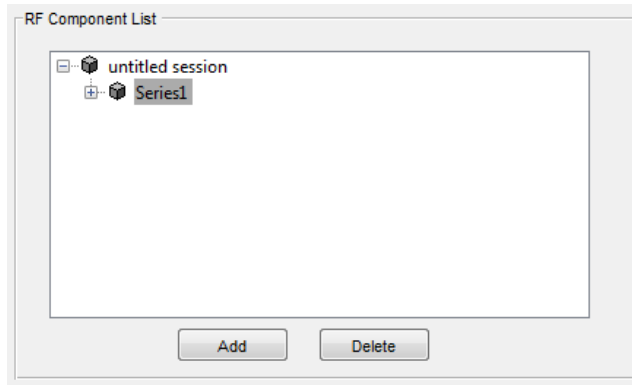 RF Component List
untitled session
Series1
Add Delete